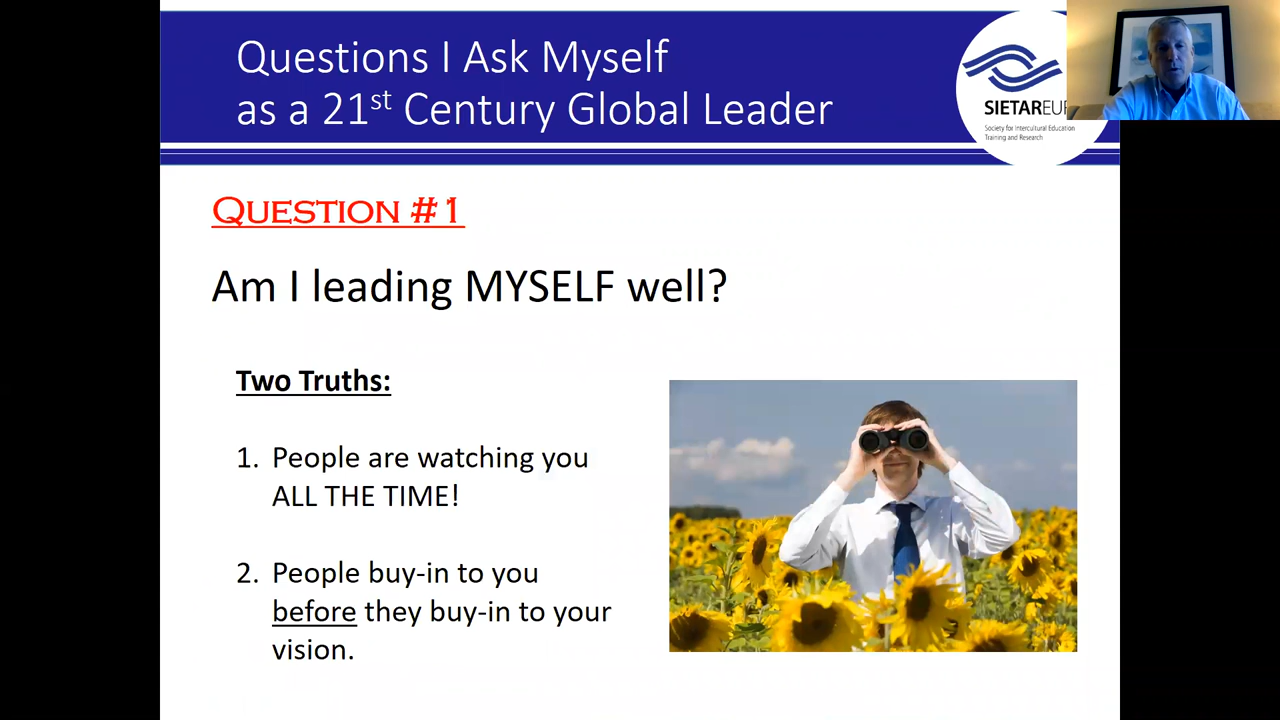 Questions I Ask Myself
as a 21st Century Global Leader
SIETAREU
Society for Intercultural Education
Training and Research
QUESTION #1
Am I leading MYSELF well?
Two Truths:
1. People are watching you
ALL THE TIME!
2. People buy-in to you
before they buy-in to your
vision.